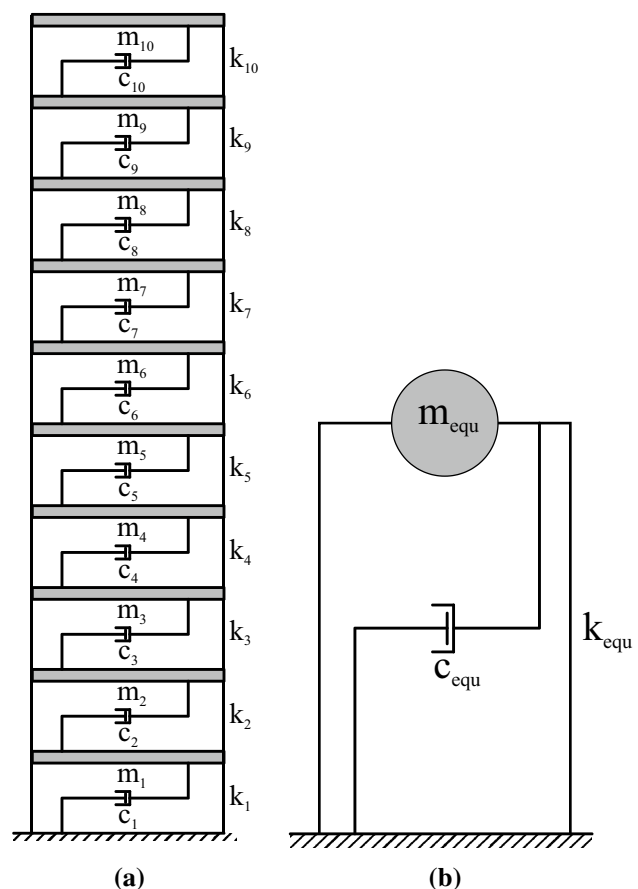 m₁₀
c₁₀
k₁₀
m₉
c₉
k₉
m₈
c₈
k₈
m₇
c₇
k₇
m₆
c₆
k₆
m₅
c₅
k₅
m₄
c₄
k₄
m₃
c₃
k₃
m₂
c₂
k₂
m₁
c₁
k₁
(a)
m_equ
c_equ
k_equ
(b)